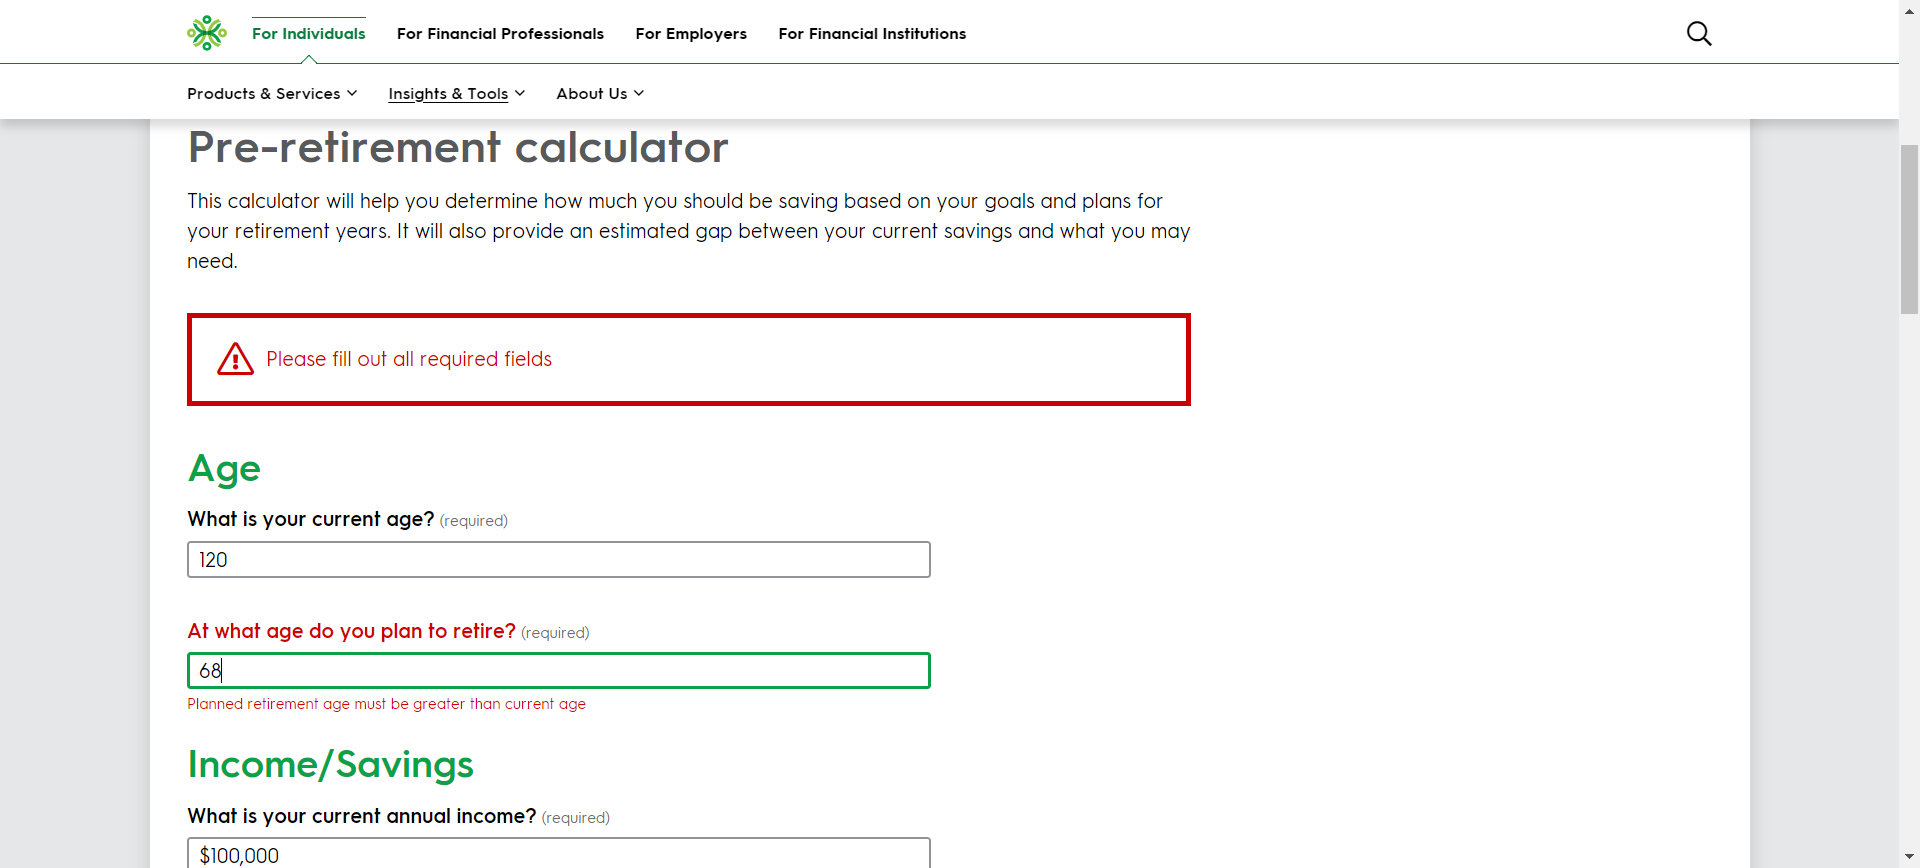 For Individuals For Financial Professionals For Employers For Financial Institutions
Products & Services Insights & Tools About Us
Pre-retirement calculator
This calculator will help you determine how much you should be saving based on your goals and plans for
your retirement years. It will also provide an estimated gap between your current savings and what you may
need.
Please fill out all required fields
Age
What is your current age? (required)
120
At what age do you plan to retire? (required)
68
Planned retirement age must be greater than current age
Income/Savings
What is your current annual income? (required)
$100,000